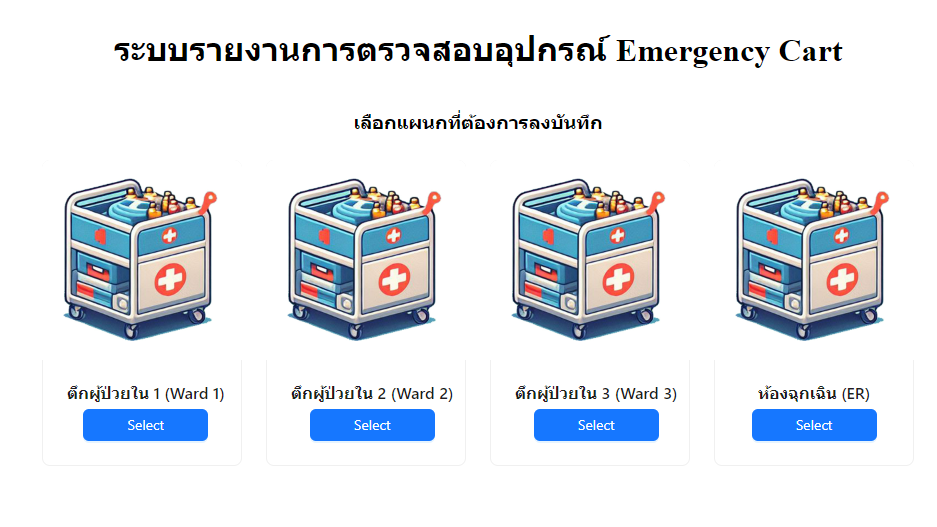 ระบบรายงานการตรวจสอบอุปกรณ์ Emergency Cart
เลือกแผนกที่ต้องการลงบันทึก
ตึกผู้ป่วยใน 1 (Ward 1)
Select
ตึกผู้ป่วยใน 2 (Ward 2)
Select
ตึกผู้ป่วยใน 3 (Ward 3)
Select
ห้องฉุกเฉิน (ER)
Select